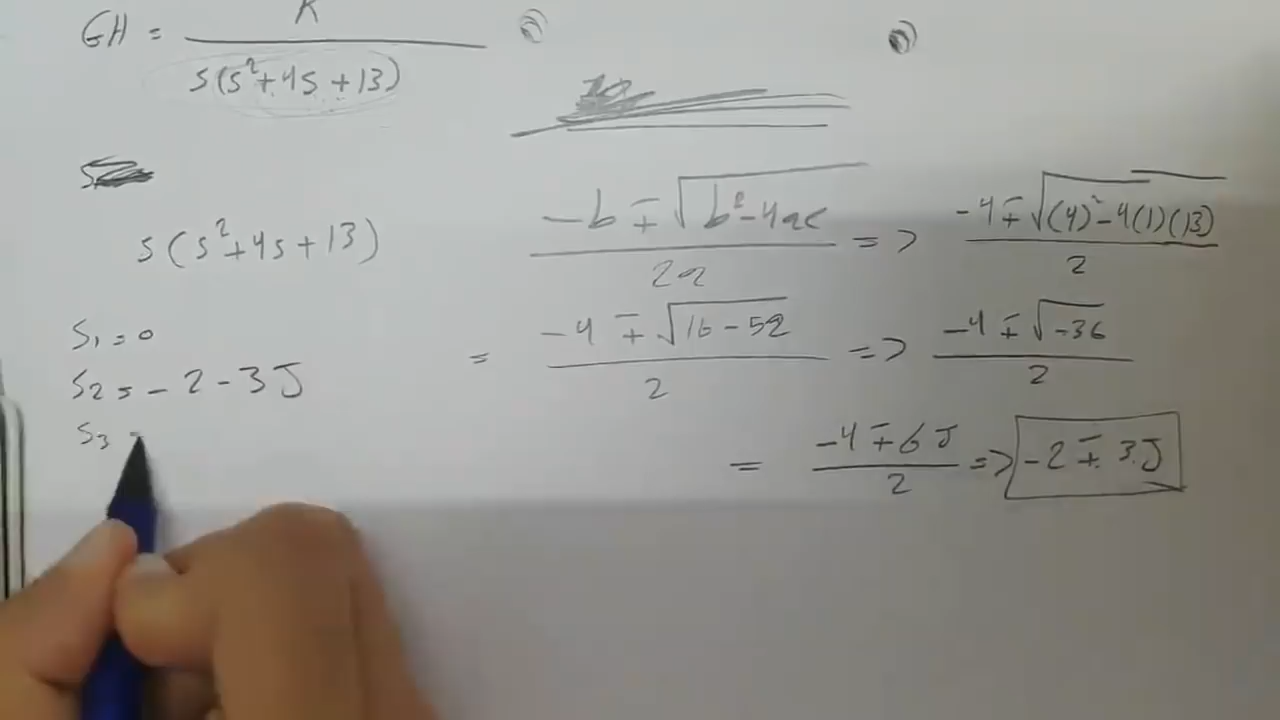 GH = K / s(s²+4s+13)
s(s²+4s+13)
s₁ = 0
s₂ = -2-3J
s₃ =
-b ∓ √b²-4ac / 2a => -4 ∓ √(4)²-4(1)(13) / 2
= -4 ∓ √16-52 / 2 => -4 ∓ √-36 / 2
= -4 ∓ 6J / 2 => -2 ∓ 3J